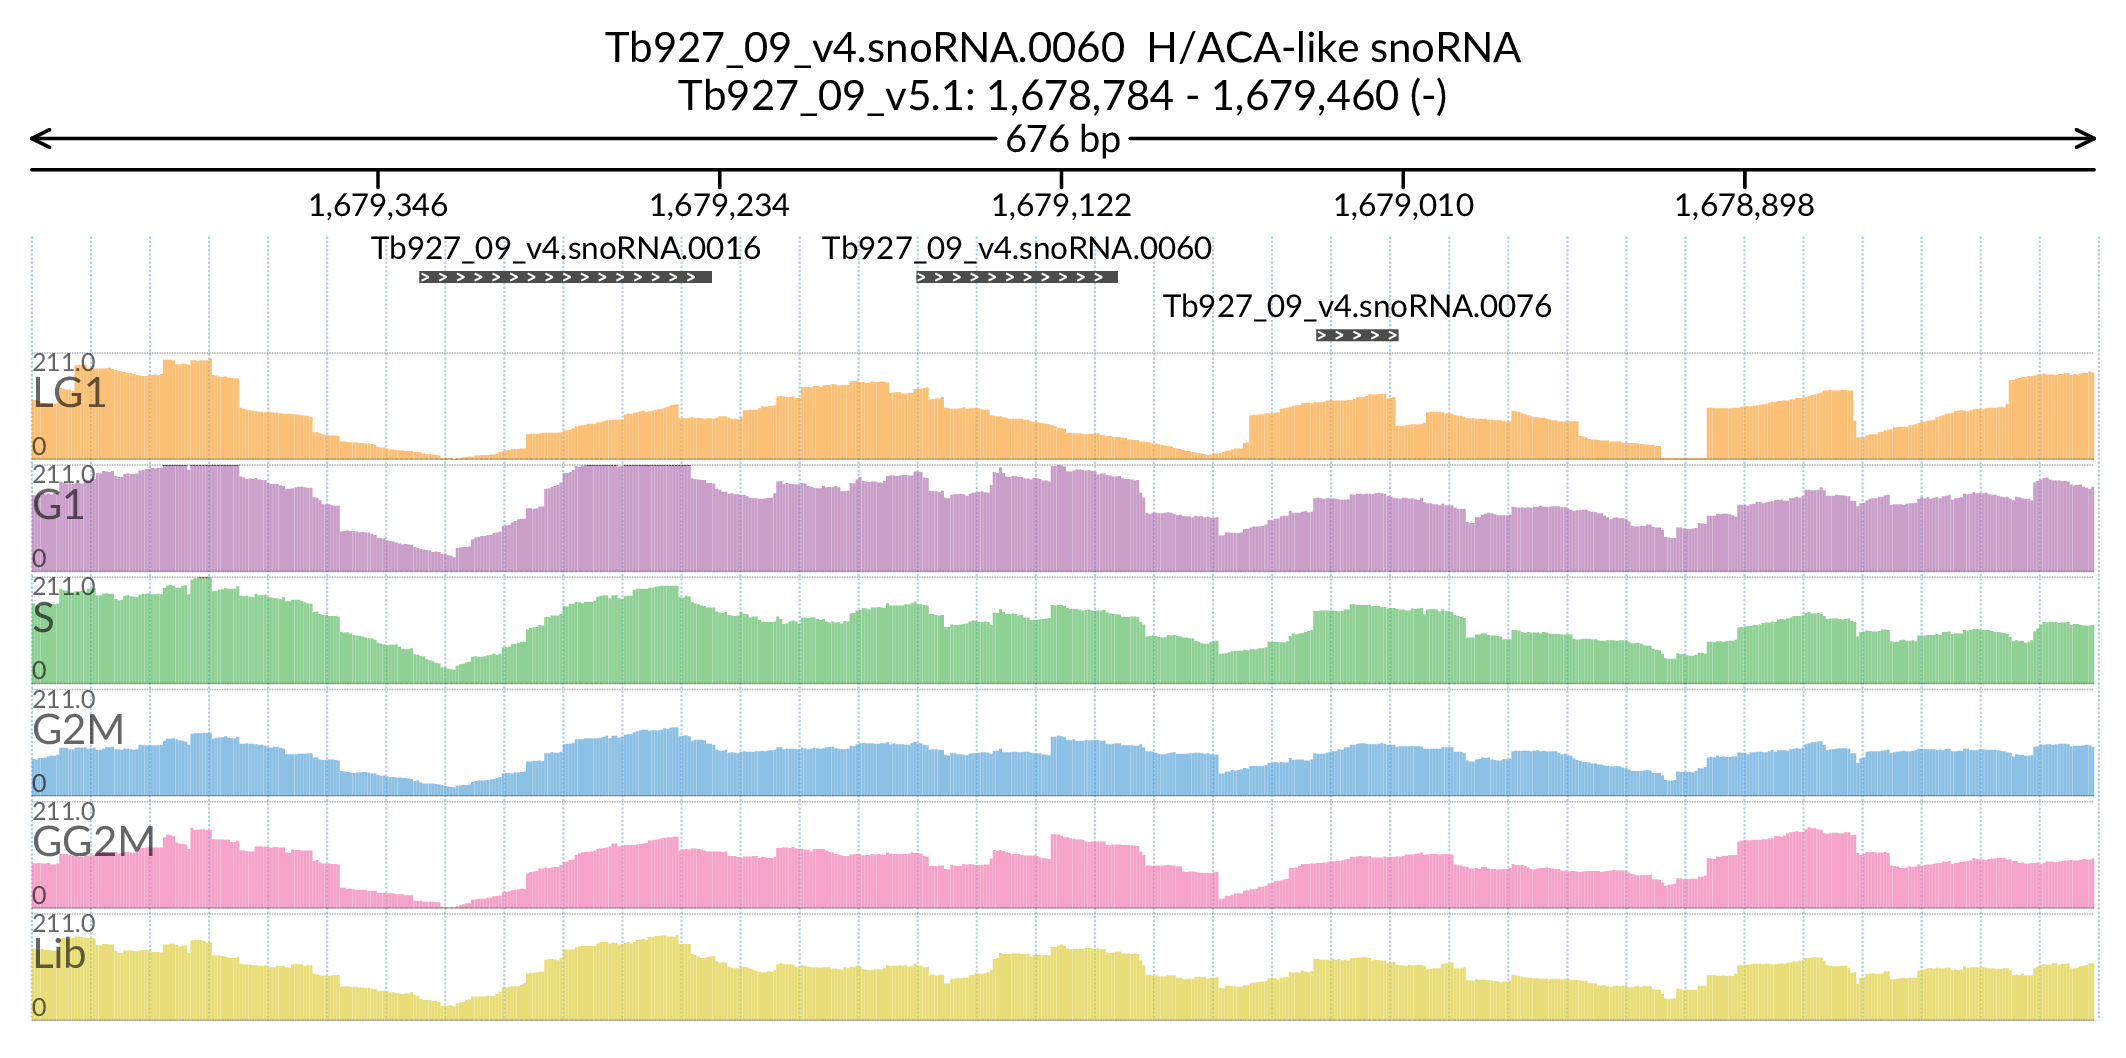 Tb927_09_v4.snoRNA.0060  H/ACA-like snoRNA
Tb927_09_v5.1: 1,678,784 - 1,679,460 (-)
676 bp
1,679,346 1,679,234 1,679,122 1,679,010 1,678,898
Tb927_09_v4.snoRNA.0016 Tb927_09_v4.snoRNA.0060
Tb927_09_v4.snoRNA.0076
211.0
LG1
0
211.0
G1
0
211.0
S
0
211.0
G2M
0
211.0
GG2M
0
211.0
Lib
0